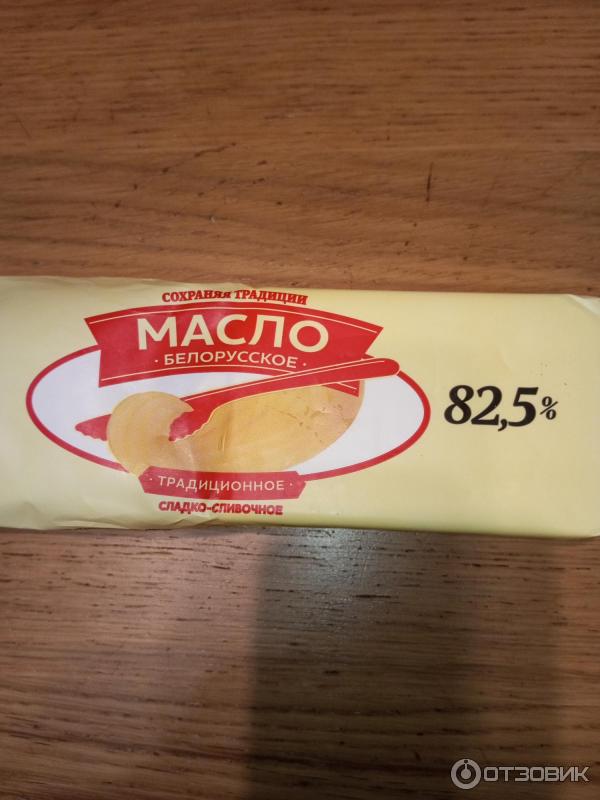 СОХРАНЯЯ ТРАДИЦИИ
МАСЛО
· БЕЛОРУССКОЕ ·
82,5%
· ТРАДИЦИОННОЕ ·
СЛАДКО-СЛИВОЧНОЕ
ОТЗОВИК